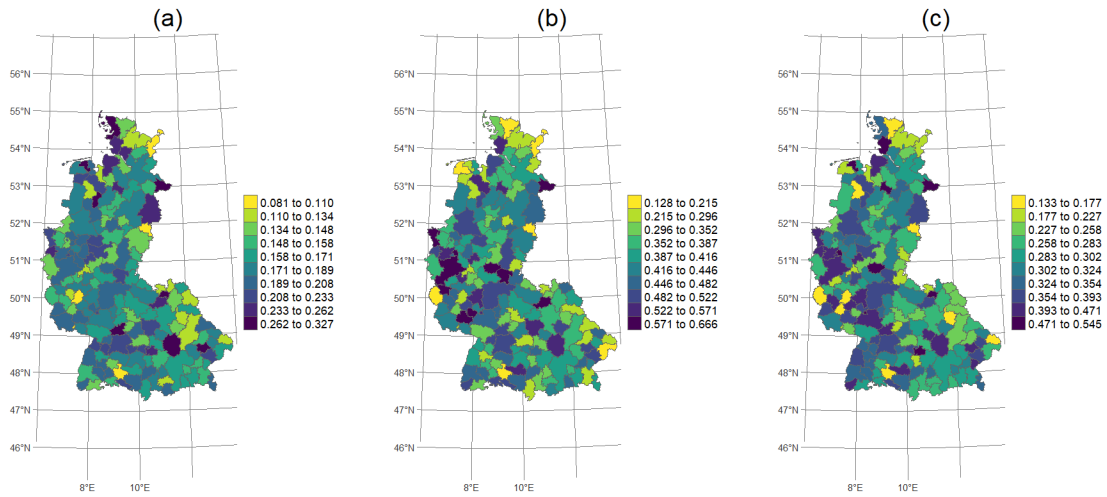 (a)
(b)
(c)
56°N
55°N
54°N
53°N
52°N
51°N
50°N
49°N
48°N
47°N
46°N
8°E
10°E
0.081 to 0.110
0.110 to 0.134
0.134 to 0.148
0.148 to 0.158
0.158 to 0.171
0.171 to 0.189
0.189 to 0.208
0.208 to 0.233
0.233 to 0.262
0.262 to 0.327
56°N
55°N
54°N
53°N
52°N
51°N
50°N
49°N
48°N
47°N
46°N
8°E
10°E
0.128 to 0.215
0.215 to 0.296
0.296 to 0.352
0.352 to 0.387
0.387 to 0.416
0.416 to 0.446
0.446 to 0.482
0.482 to 0.522
0.522 to 0.571
0.571 to 0.666
56°N
55°N
54°N
53°N
52°N
51°N
50°N
49°N
48°N
47°N
46°N
8°E
10°E
0.133 to 0.177
0.177 to 0.227
0.227 to 0.258
0.258 to 0.283
0.283 to 0.302
0.302 to 0.324
0.324 to 0.354
0.354 to 0.393
0.393 to 0.471
0.471 to 0.545